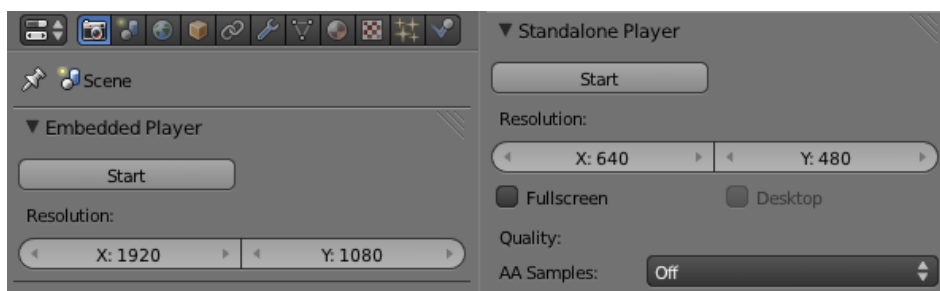 Scene
Embedded Player
Start
Resolution:
X: 1920 Y: 1080
Standalone Player
Start
Resolution:
X: 640 Y: 480
Fullscreen Desktop
Quality:
AA Samples: Off